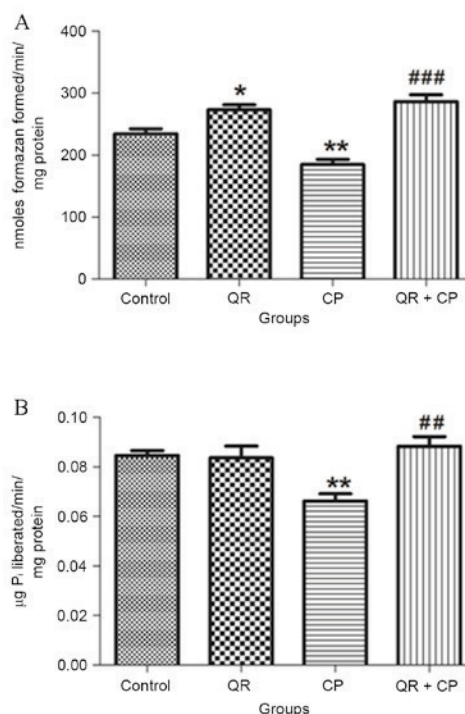 A
nmoles formazan formed/min/
mg protein
400
300
200
100
0
*
**
###
Control QR CP QR + CP
Groups
B
µg Pi liberated/min/
mg protein
0.10
0.08
0.06
0.04
0.02
0.00
**
##
Control QR CP QR + CP
Groups